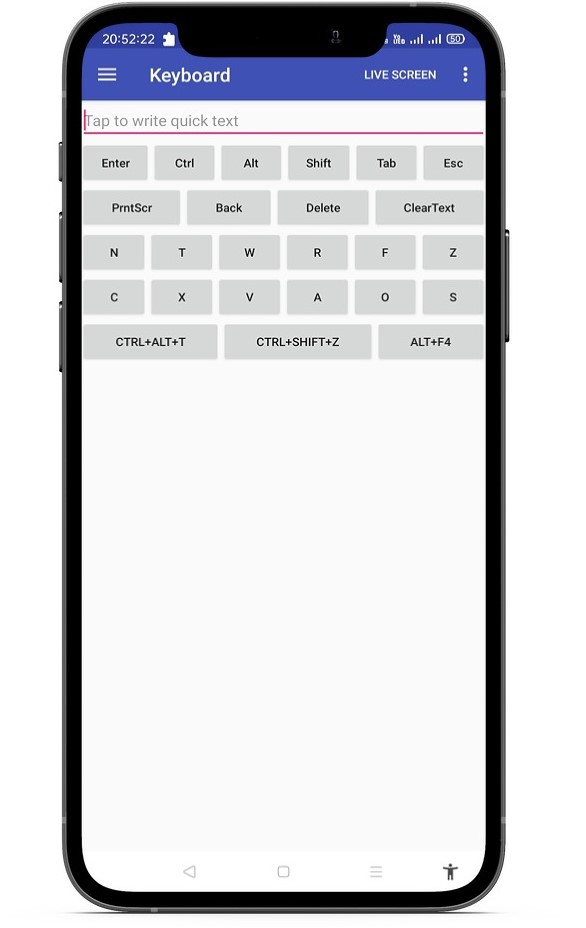 20:52:22 50
Keyboard LIVE SCREEN
Tap to write quick text
Enter Ctrl Alt Shift Tab Esc
PrntScr Back Delete ClearText
N T W R F Z
C X V A O S
CTRL+ALT+T CTRL+SHIFT+Z ALT+F4